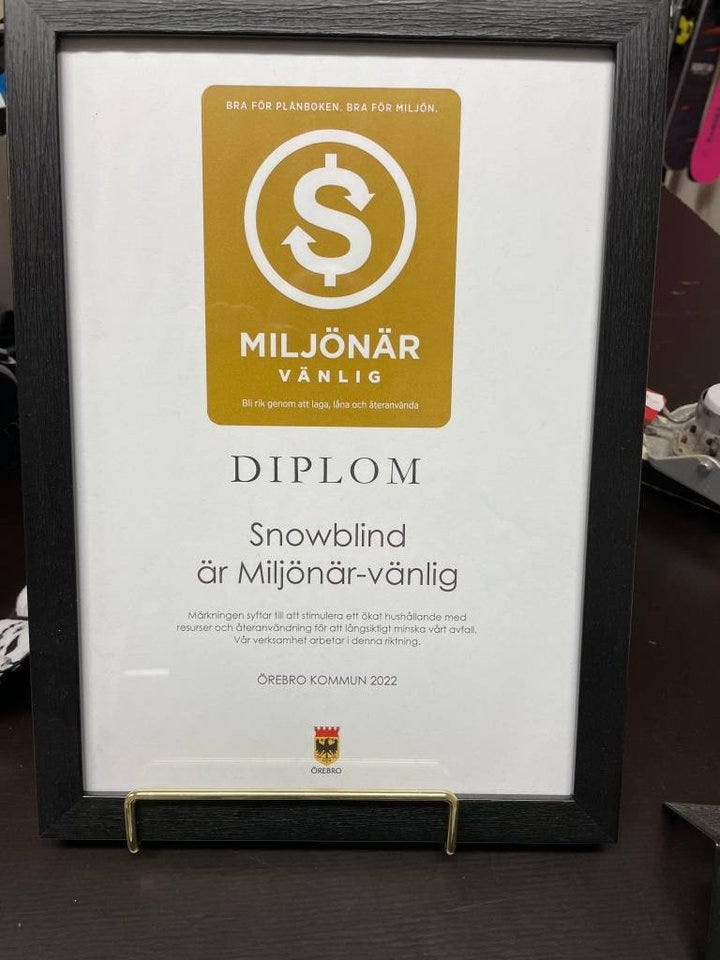 BRA FÖR PLÅNBOKEN. BRA FÖR MILJÖN.
MILJÖNÄR
VÄNLIG
Bli rik genom att laga, låna och återanvända
DIPLOM
Snowblind
är Miljönär-vänlig
Märkningen syftar till att stimulera ett ökat hushållande med
resurser och återanvändning för att långsiktigt minska vårt avfall.
Vår verksamhet arbetar i denna riktning.
ÖREBRO KOMMUN 2022
ÖREBRO